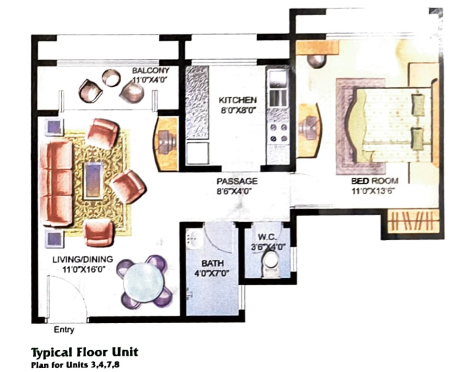 BALCONY
11'0"X4'0"
KITCHEN
8'0"X8'0"
PASSAGE
8'6"X4'0"
BED ROOM
11'0"X13'6"
W.C.
3'6"X4'0"
LIVING/DINING
11'0"X16'0"
BATH
4'0"X7'0"
Entry
Typical Floor Unit
Plan for Units 3,4,7,8